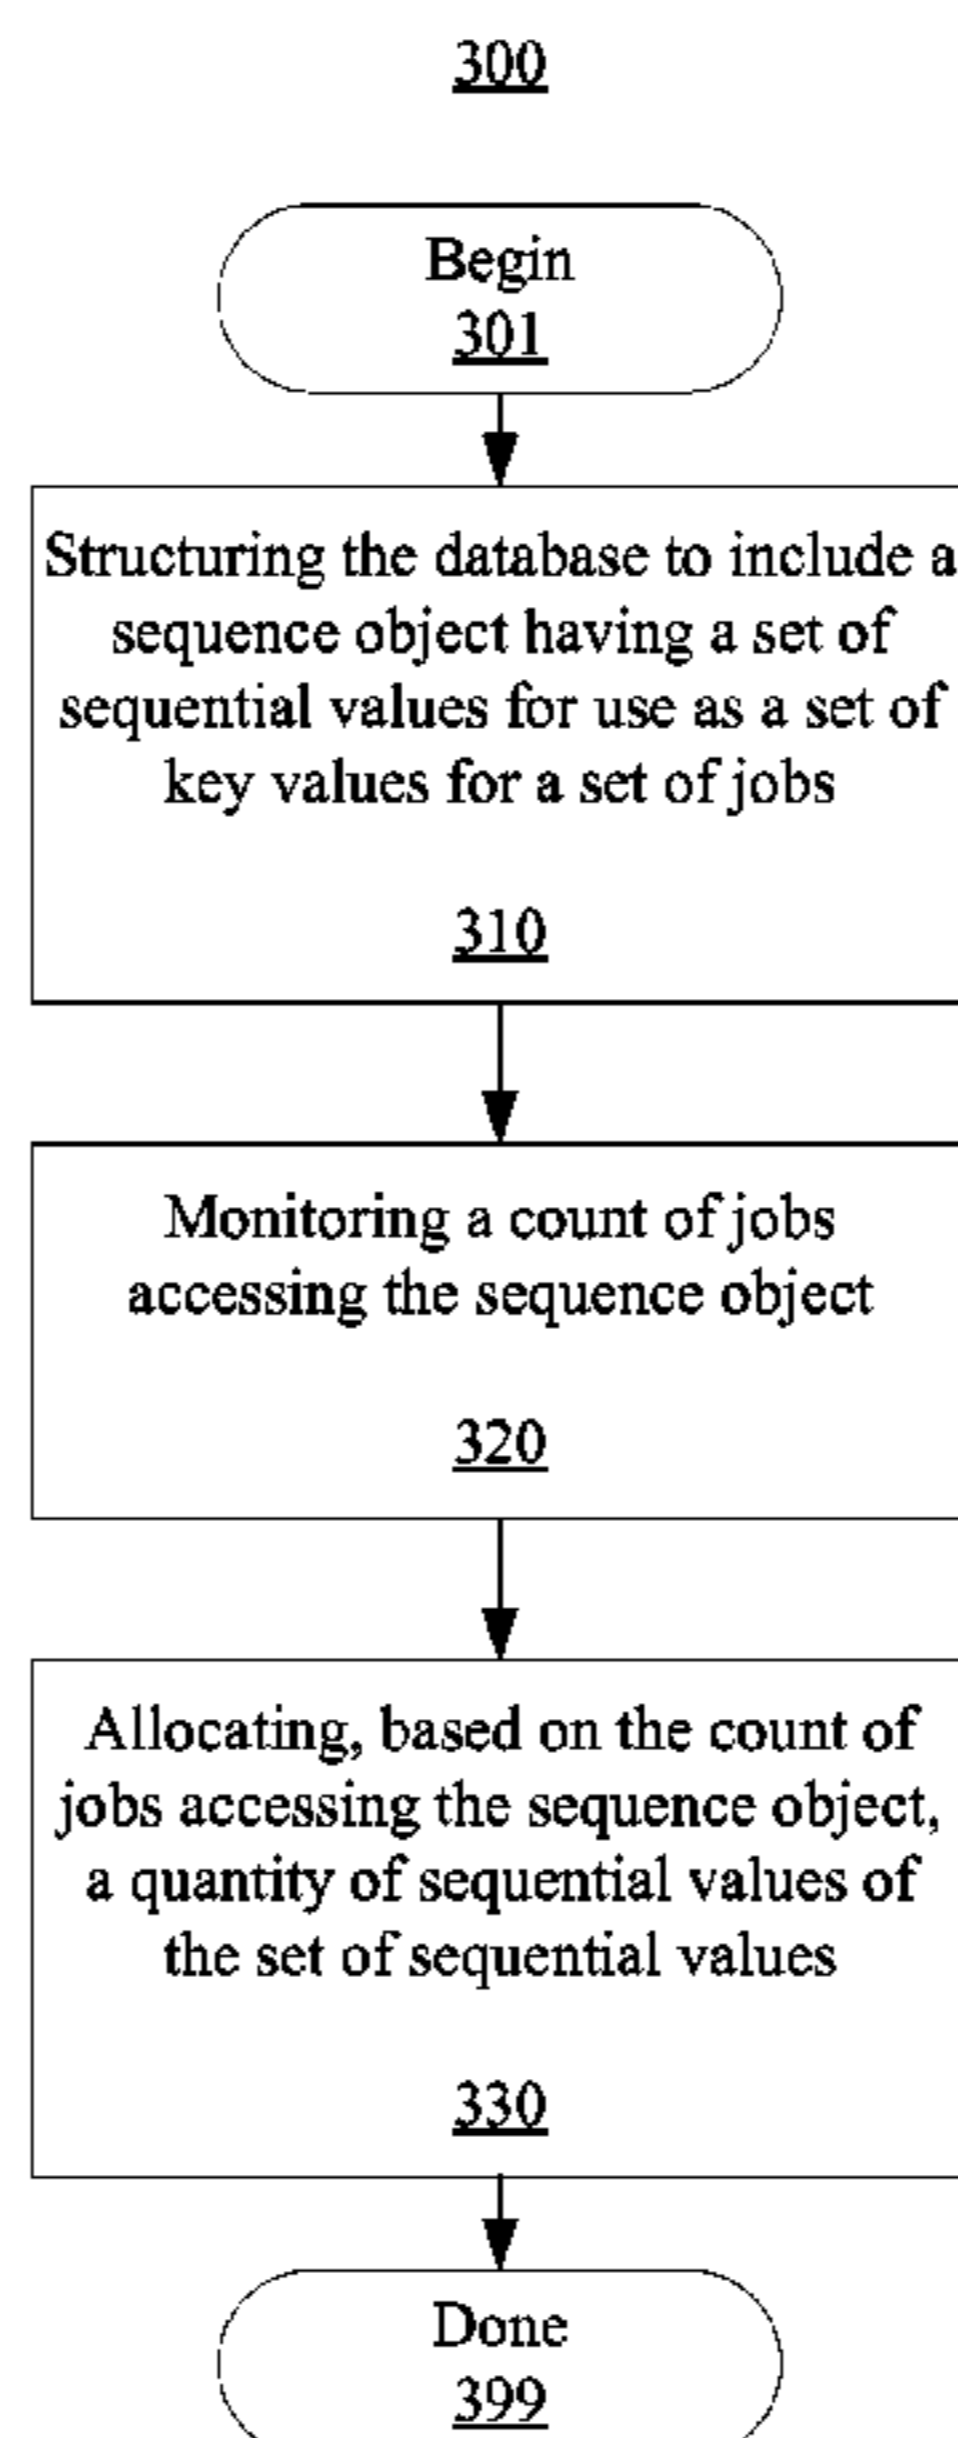 300
Begin
301
Structuring the database to include a
sequence object having a set of
sequential values for use as a set of
key values for a set of jobs
310
Monitoring a count of jobs
accessing the sequence object
320
Allocating, based on the count of
jobs accessing the sequence object,
a quantity of sequential values of
the set of sequential values
330
Done
399